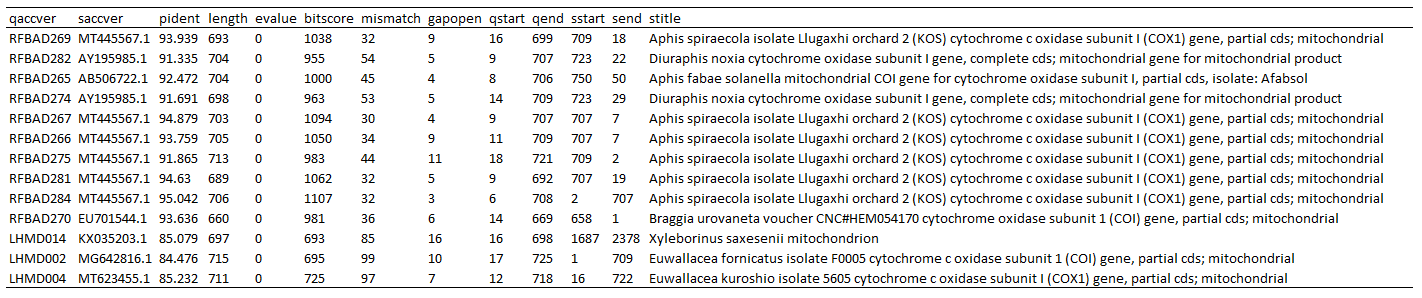 qaccver saccver pident length evalue bitscore mismatch gapopen qstart qend sstart send stitle
RFBAD269 MT445567.1 93.939 693 0 1038 32 9 16 699 709 18 Aphis spiraecola isolate Llugaxhi orchard 2 (KOS) cytochrome c oxidase subunit I (COX1) gene, partial cds; mitochondrial
RFBAD282 AY195985.1 91.335 704 0 955 54 5 9 707 723 22 Diuraphis noxia cytochrome oxidase subunit I gene, complete cds; mitochondrial gene for mitochondrial product
RFBAD265 AB506722.1 92.472 704 0 1000 45 4 8 706 750 50 Aphis fabae solanella mitochondrial COI gene for cytochrome oxidase subunit I, partial cds, isolate: Afabsol
RFBAD274 AY195985.1 91.691 698 0 963 53 5 14 709 723 29 Diuraphis noxia cytochrome oxidase subunit I gene, complete cds; mitochondrial gene for mitochondrial product
RFBAD267 MT445567.1 94.879 703 0 1094 30 4 9 707 707 7 Aphis spiraecola isolate Llugaxhi orchard 2 (KOS) cytochrome c oxidase subunit I (COX1) gene, partial cds; mitochondrial
RFBAD266 MT445567.1 93.759 705 0 1050 34 9 11 709 707 7 Aphis spiraecola isolate Llugaxhi orchard 2 (KOS) cytochrome c oxidase subunit I (COX1) gene, partial cds; mitochondrial
RFBAD275 MT445567.1 91.865 713 0 983 44 11 18 721 709 2 Aphis spiraecola isolate Llugaxhi orchard 2 (KOS) cytochrome c oxidase subunit I (COX1) gene, partial cds; mitochondrial
RFBAD281 MT445567.1 94.63 689 0 1062 32 5 9 692 707 19 Aphis spiraecola isolate Llugaxhi orchard 2 (KOS) cytochrome c oxidase subunit I (COX1) gene, partial cds; mitochondrial
RFBAD284 MT445567.1 95.042 706 0 1107 32 3 6 708 2 707 Aphis spiraecola isolate Llugaxhi orchard 2 (KOS) cytochrome c oxidase subunit I (COX1) gene, partial cds; mitochondrial
RFBAD270 EU701544.1 93.636 660 0 981 36 6 14 669 658 1 Braggia urovaneta voucher CNC#HEM054170 cytochrome oxidase subunit 1 (COI) gene, partial cds; mitochondrial
LHMD014 KX035203.1 85.079 697 0 693 85 16 16 698 1687 2378 Xyleborinus saxesenii mitochondrion
LHMD002 MG642816.1 84.476 715 0 695 99 10 17 725 1 709 Euwallacea fornicatus isolate F0005 cytochrome c oxidase subunit 1 (COI) gene, partial cds; mitochondrial
LHMD004 MT623455.1 85.232 711 0 725 97 7 12 718 16 722 Euwallacea kuroshio isolate 5605 cytochrome c oxidase subunit I (COX1) gene, partial cds; mitochondrial